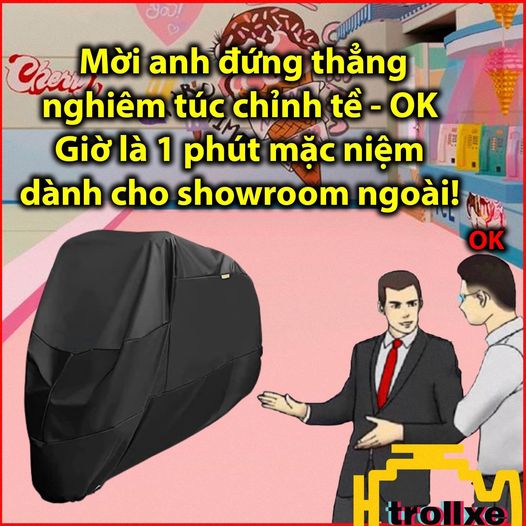 Cherry
Mời anh đứng thẳng
nghiêm túc chỉnh tề - OK
Giờ là 1 phút mặc niệm
dành cho showroom ngoài!
OK
trollxe